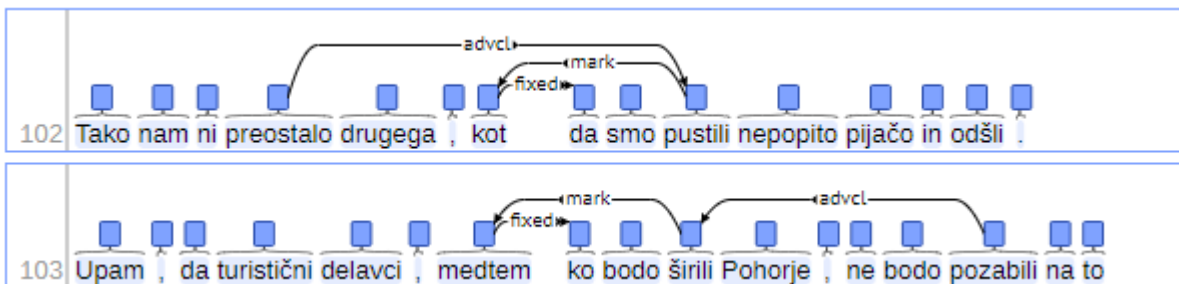 advcl
mark
fixed
102 Tako nam ni preostalo drugega , kot da smo pustili nepopito pijačo in odšli .
mark advcl
fixed
103 Upam , da turistični delavci , medtem ko bodo širili Pohorje , ne bodo pozabili na to